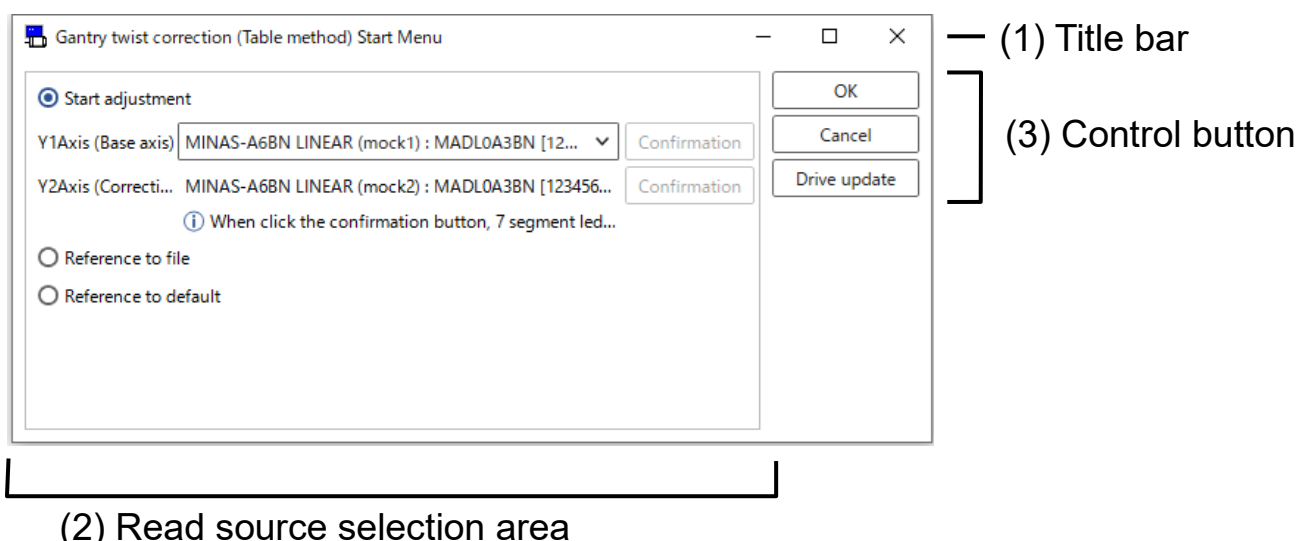 Gantry twist correction (Table method) Start Menu
(1) Title bar
Start adjustment
OK
Y1Axis (Base axis) MINAS-A6BN LINEAR (mock1) : MADL0A3BN [12... Confirmation
Cancel
(3) Control button
Y2Axis (Correcti... MINAS-A6BN LINEAR (mock2) : MADL0A3BN [123456... Confirmation
Drive update
When click the confirmation button, 7 segment led...
Reference to file
Reference to default
(2) Read source selection area